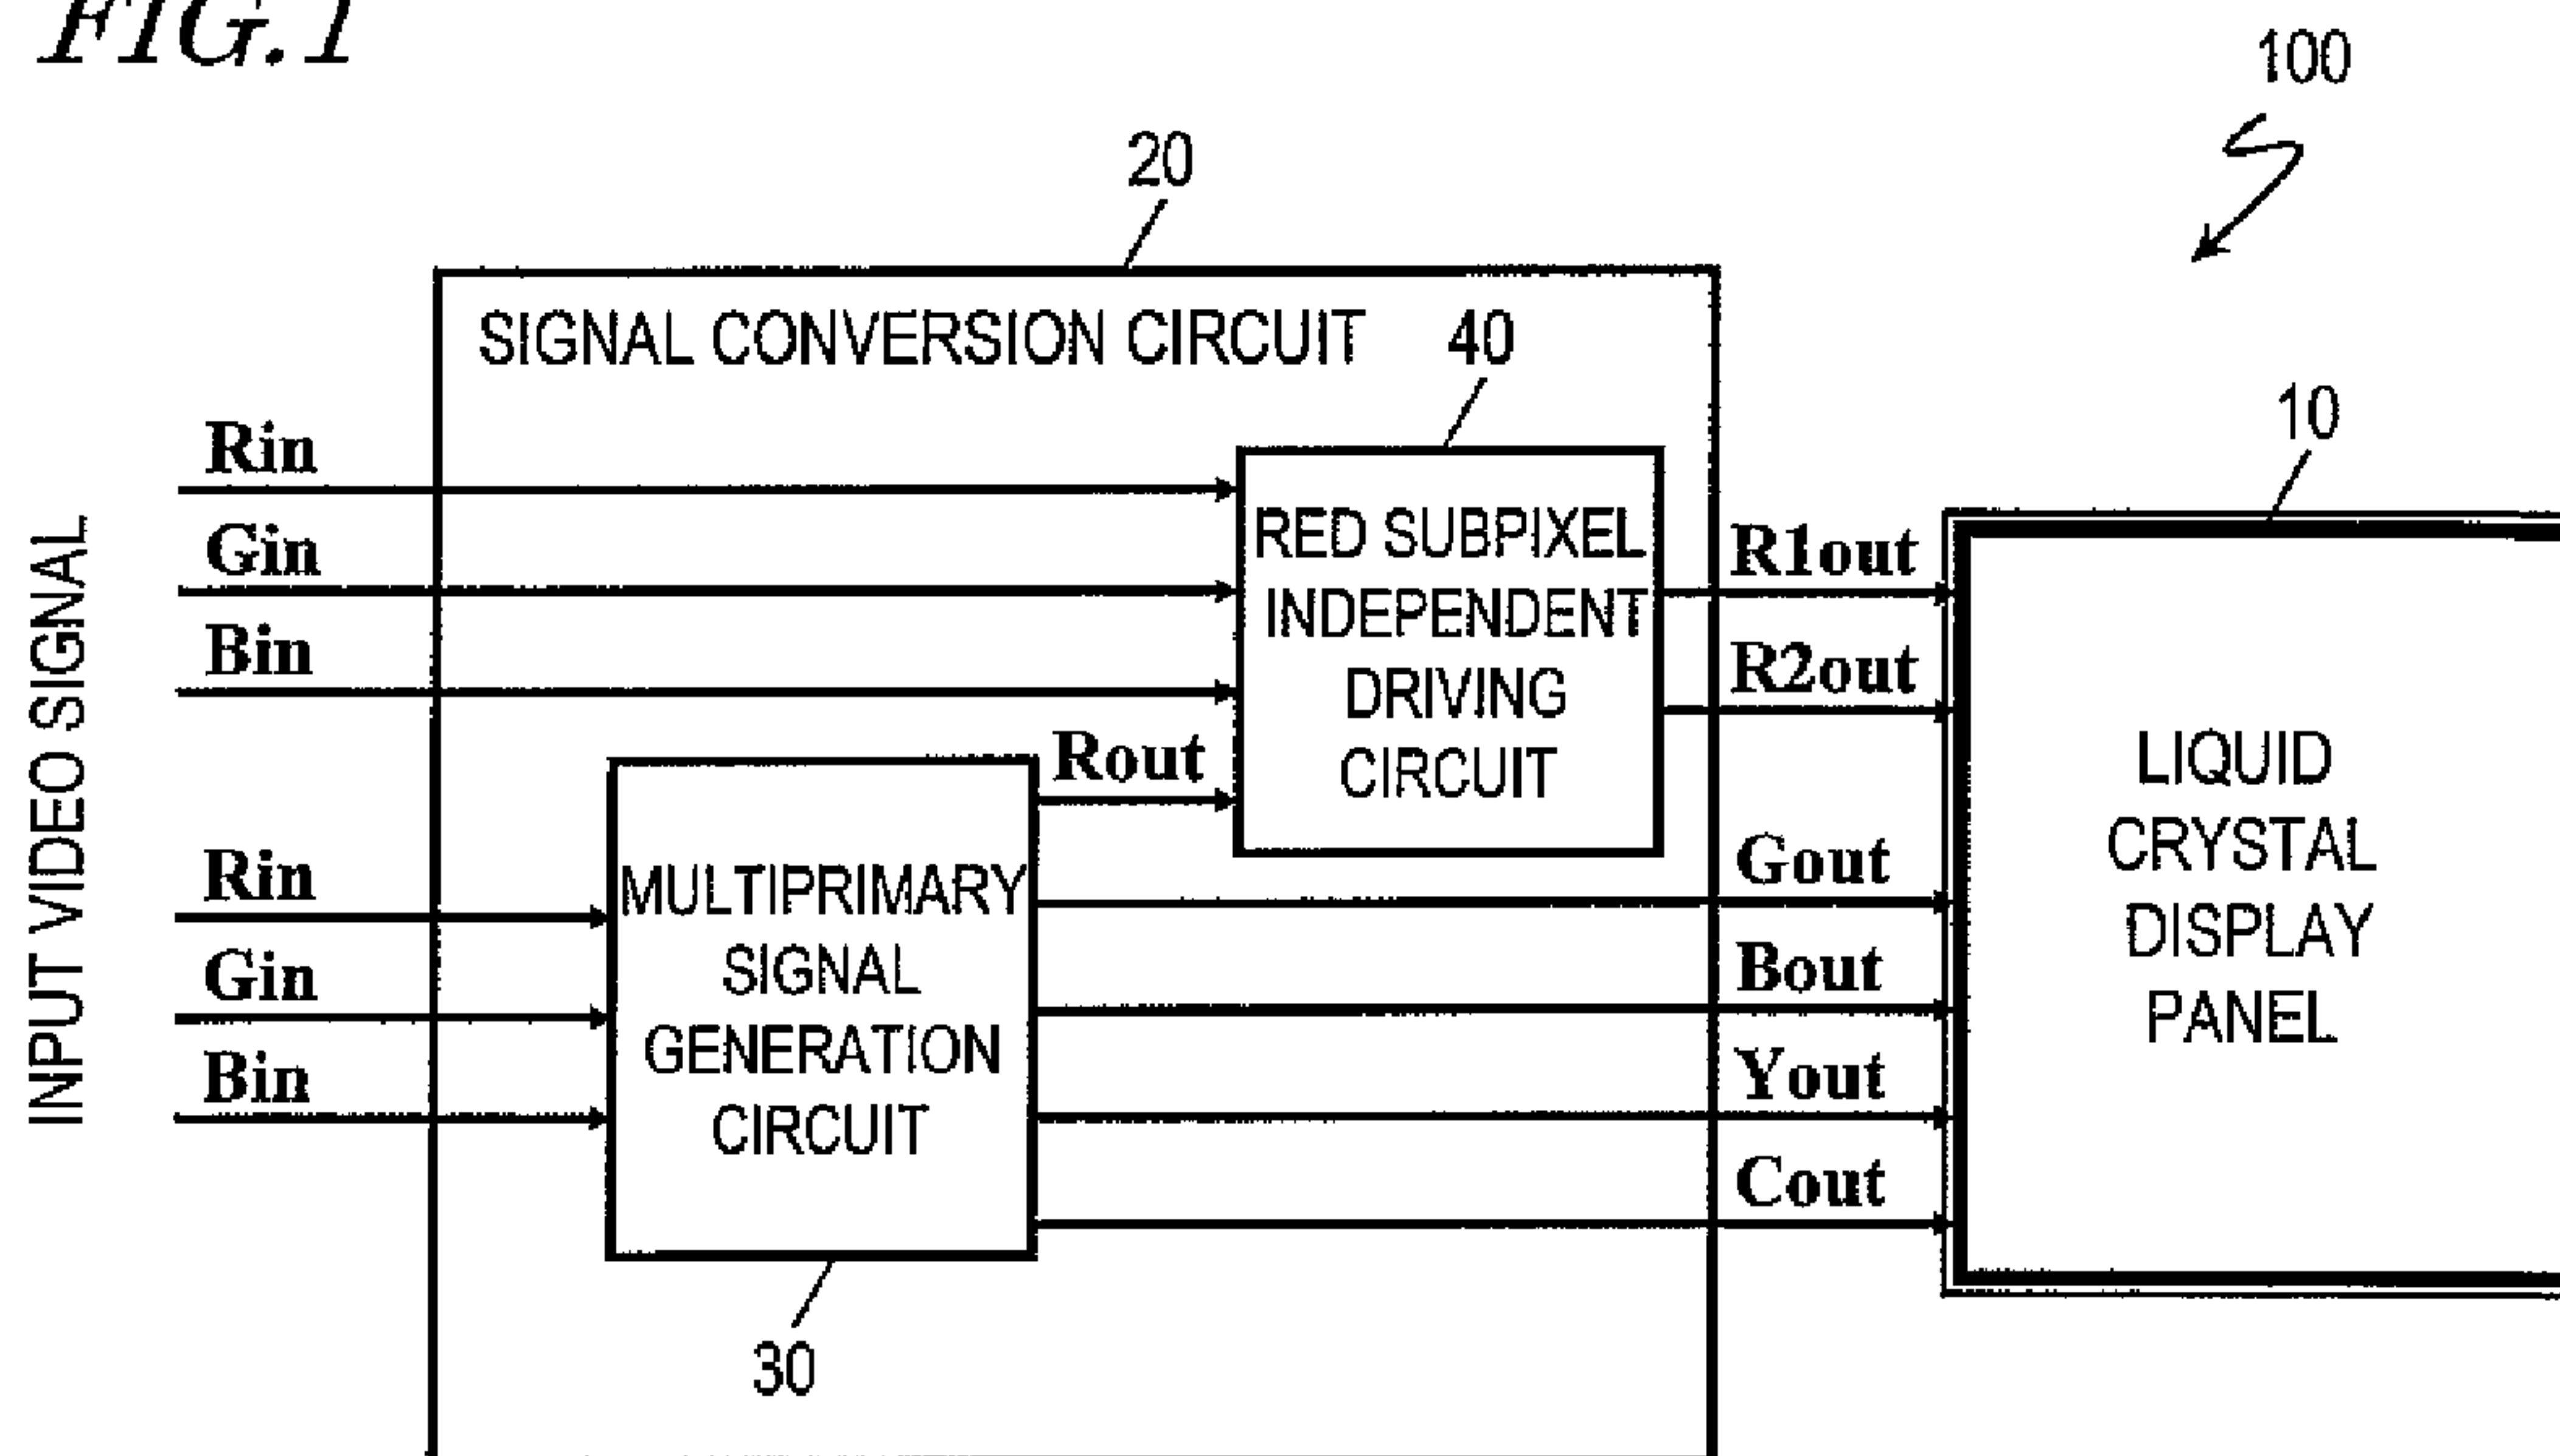 FIG.1
100
20
SIGNAL CONVERSION CIRCUIT
40
10
INPUT VIDEO SIGNAL
Rin
Gin
Bin
RED SUBPIXEL
INDEPENDENT
DRIVING
CIRCUIT
R1out
R2out
Rout
Rin
Gin
Bin
MULTIPRIMARY
SIGNAL
GENERATION
CIRCUIT
Gout
Bout
Yout
Cout
LIQUID
CRYSTAL
DISPLAY
PANEL
30